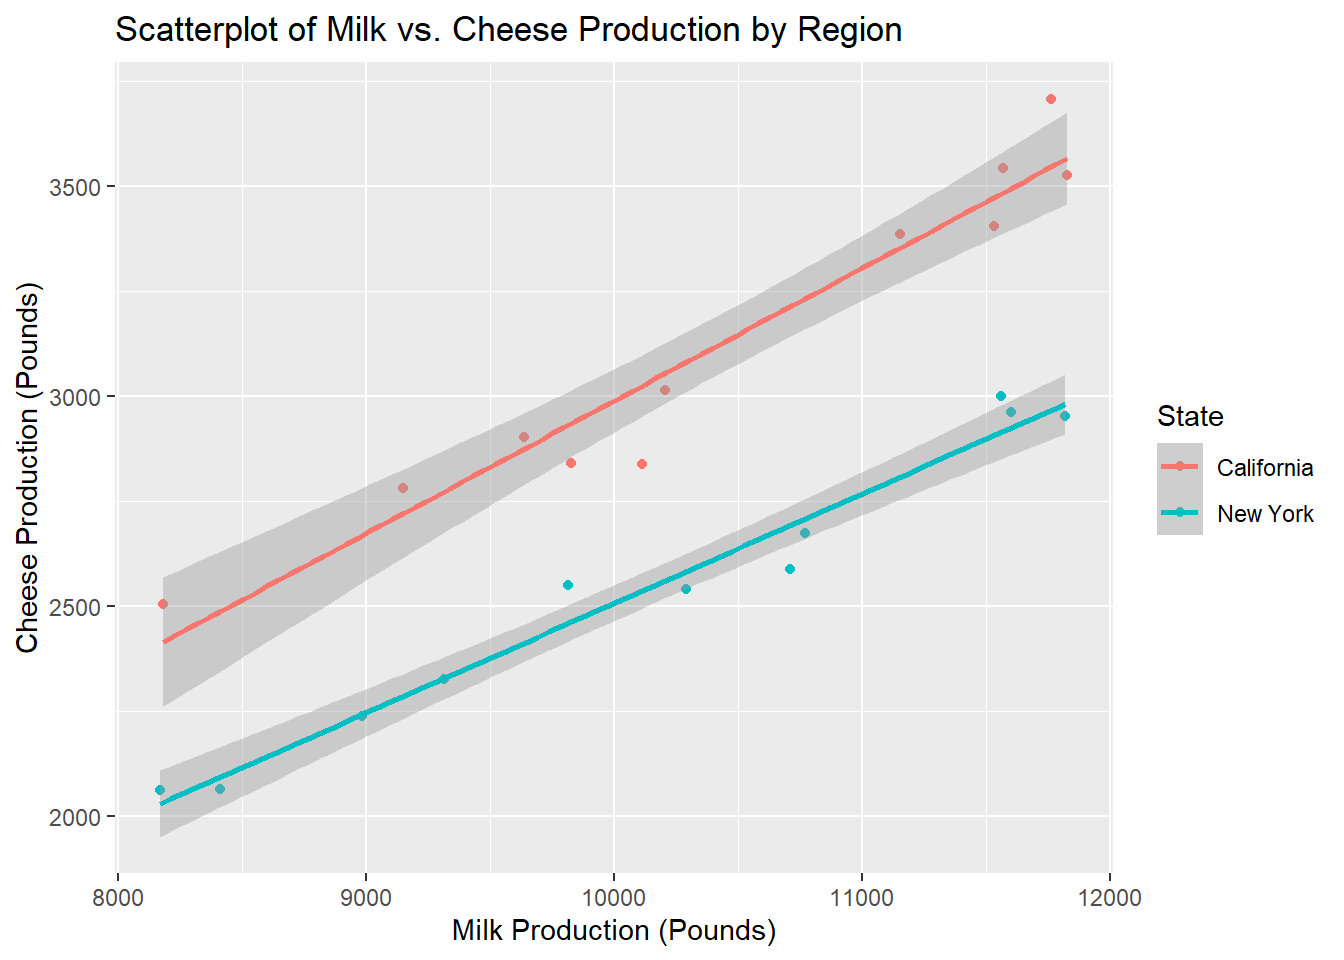 Scatterplot of Milk vs. Cheese Production by Region
Cheese Production (Pounds)
3500
3000
2500
2000
8000 9000 10000 11000 12000
Milk Production (Pounds)
State
California
New York